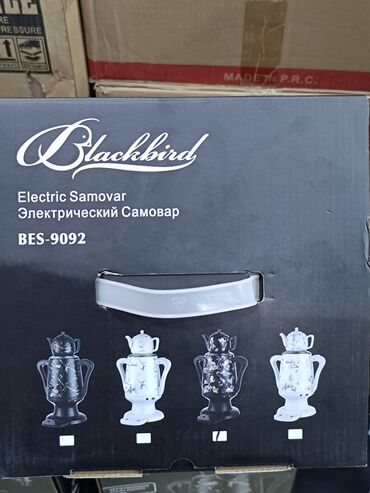 PRESSURE
MADE IN P.R.C.
Blackbird
Electric Samovar
Электрический Самовар
BES-9092